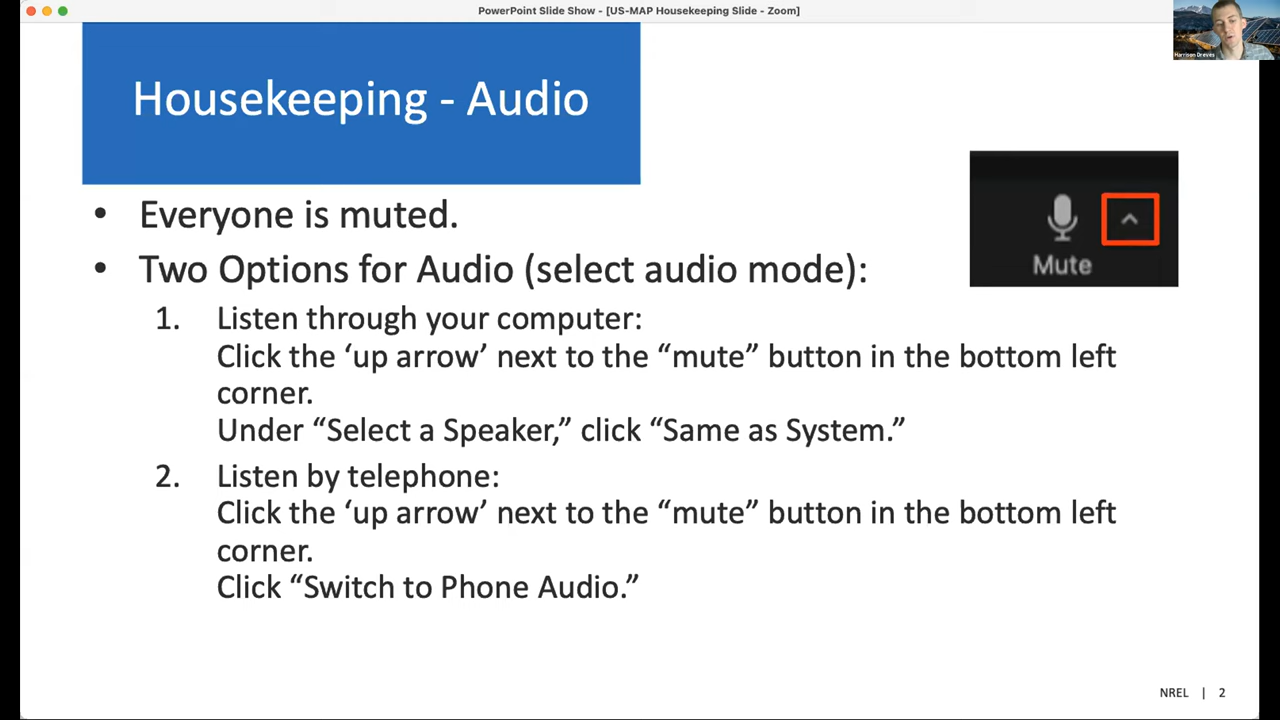 PowerPoint Slide Show - [US-MAP Housekeeping Slide - Zoom]
Harrison Dreves
Housekeeping - Audio
• Everyone is muted.
• Two Options for Audio (select audio mode):
Mute
1. Listen through your computer:
Click the ‘up arrow’ next to the “mute” button in the bottom left
corner.
Under “Select a Speaker,” click “Same as System.”
2. Listen by telephone:
Click the ‘up arrow’ next to the “mute” button in the bottom left
corner.
Click “Switch to Phone Audio.”
NREL | 2